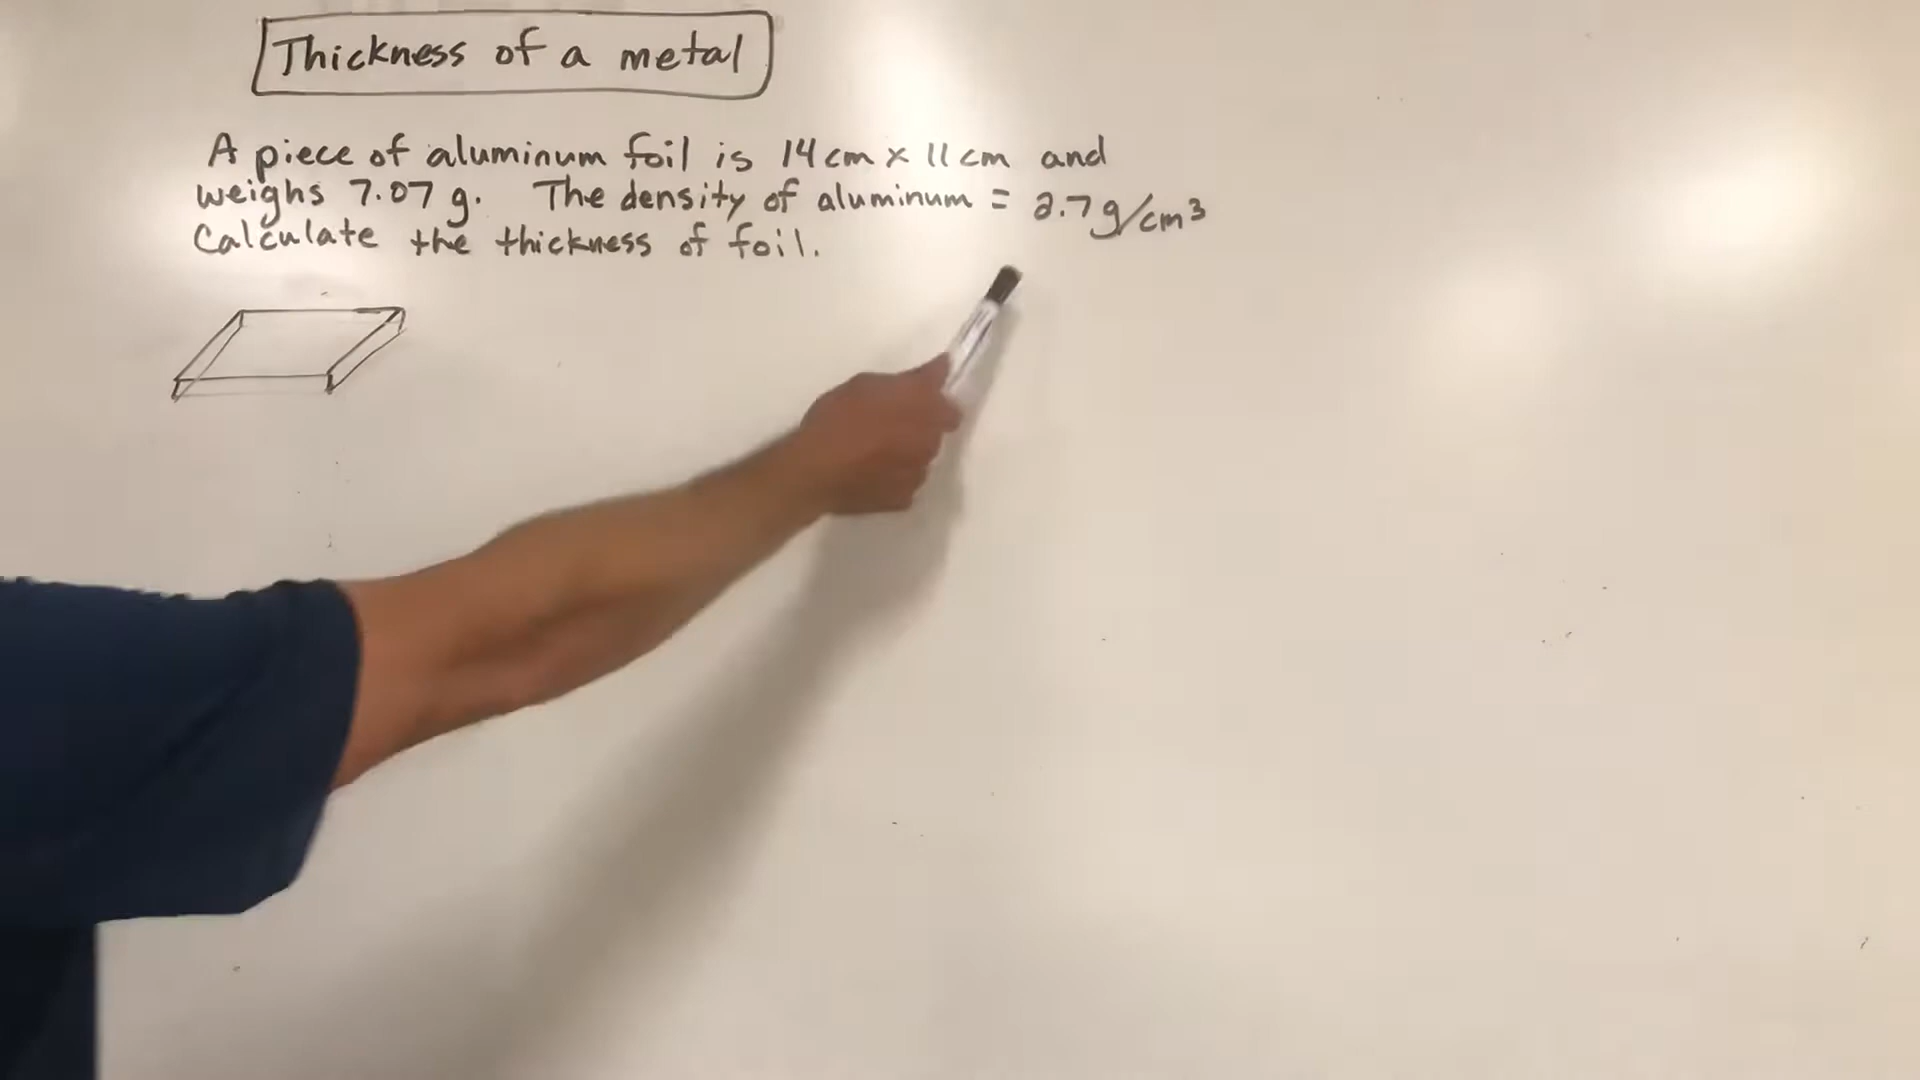 Thickness of a metal
A piece of aluminum foil is 14 cm x 11 cm and
weighs 7.07 g. The density of aluminum = 2.7 g/cm³
Calculate the thickness of foil.